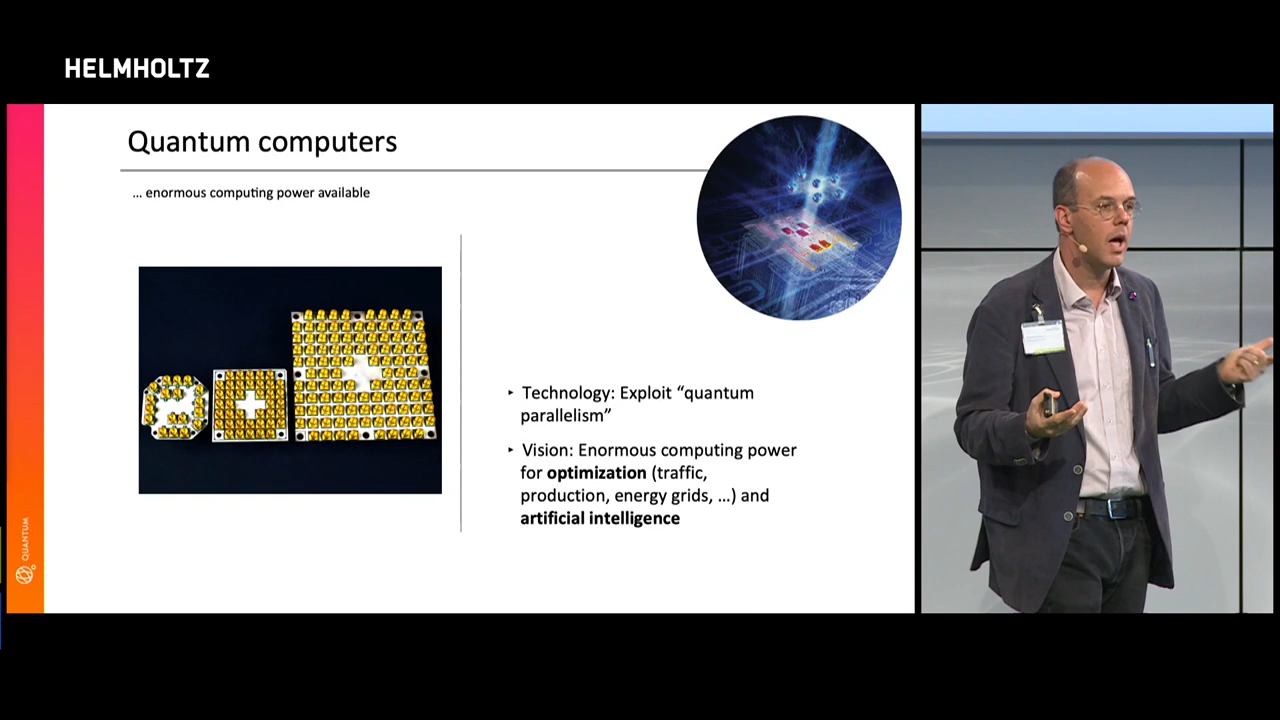 HELMHOLTZ
Quantum computers
... enormous computing power available
‣ Technology: Exploit “quantum
parallelism”
‣ Vision: Enormous computing power
for optimization (traffic,
production, energy grids, ...) and
artificial intelligence
QUANTUM